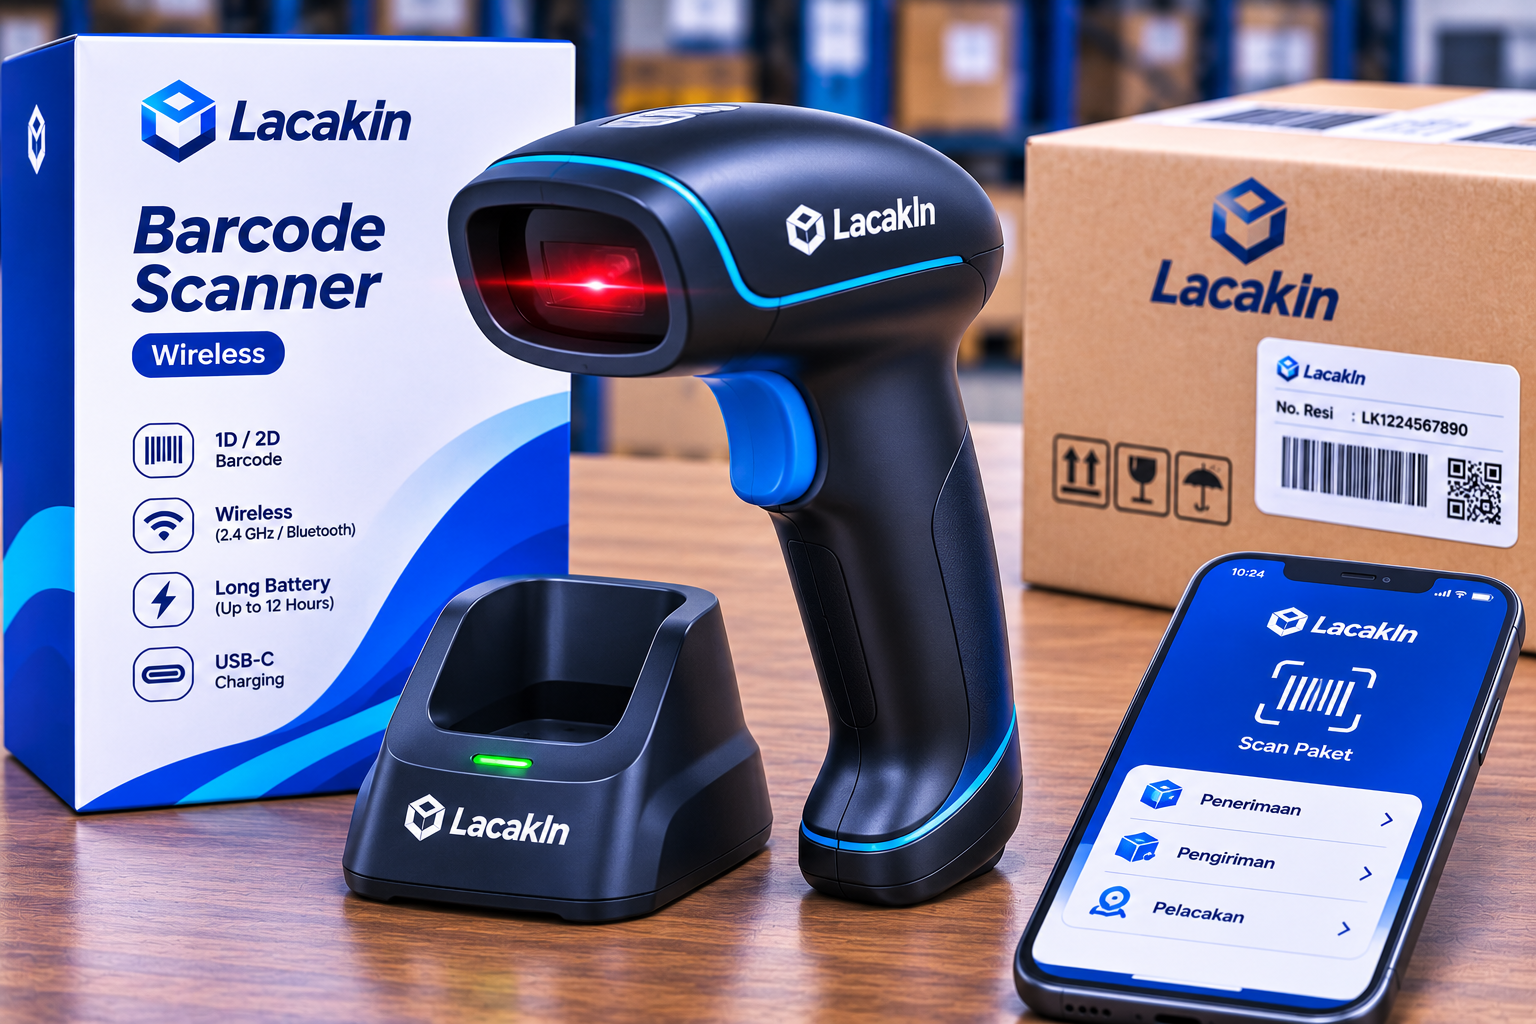 Lacakin
Barcode
Scanner
Wireless
1D / 2D
Barcode
Wireless
(2.4 GHz / Bluetooth)
Long Battery
(Up to 12 Hours)
USB-C
Charging
LacakIn
LacakIn
Lacakin
LacakIn
No. Resi : LK1224567890
10:24
LacakIn
Scan Paket
Penerimaan
Pengiriman
Pelacakan